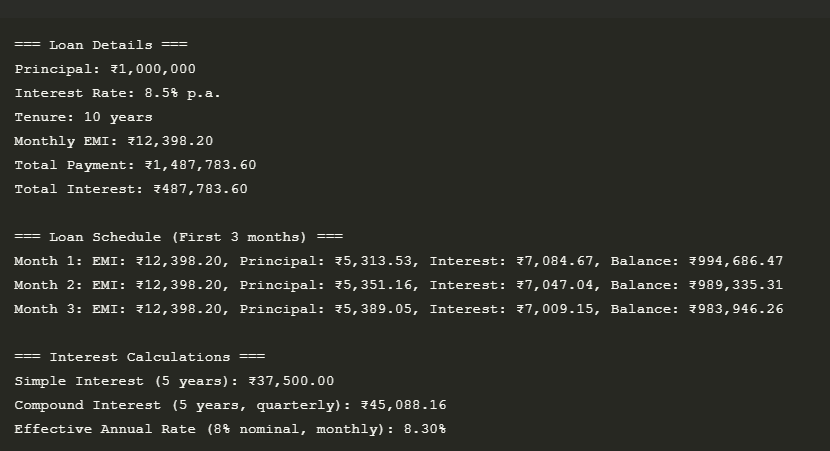 === Loan Details ===
Principal: ₹1,000,000
Interest Rate: 8.5% p.a.
Tenure: 10 years
Monthly EMI: ₹12,398.20
Total Payment: ₹1,487,783.60
Total Interest: ₹487,783.60
=== Loan Schedule (First 3 months) ===
Month 1: EMI: ₹12,398.20, Principal: ₹5,313.53, Interest: ₹7,084.67, Balance: ₹994,686.47
Month 2: EMI: ₹12,398.20, Principal: ₹5,351.16, Interest: ₹7,047.04, Balance: ₹989,335.31
Month 3: EMI: ₹12,398.20, Principal: ₹5,389.05, Interest: ₹7,009.15, Balance: ₹983,946.26
=== Interest Calculations ===
Simple Interest (5 years): ₹37,500.00
Compound Interest (5 years, quarterly): ₹45,088.16
Effective Annual Rate (8% nominal, monthly): 8.30%